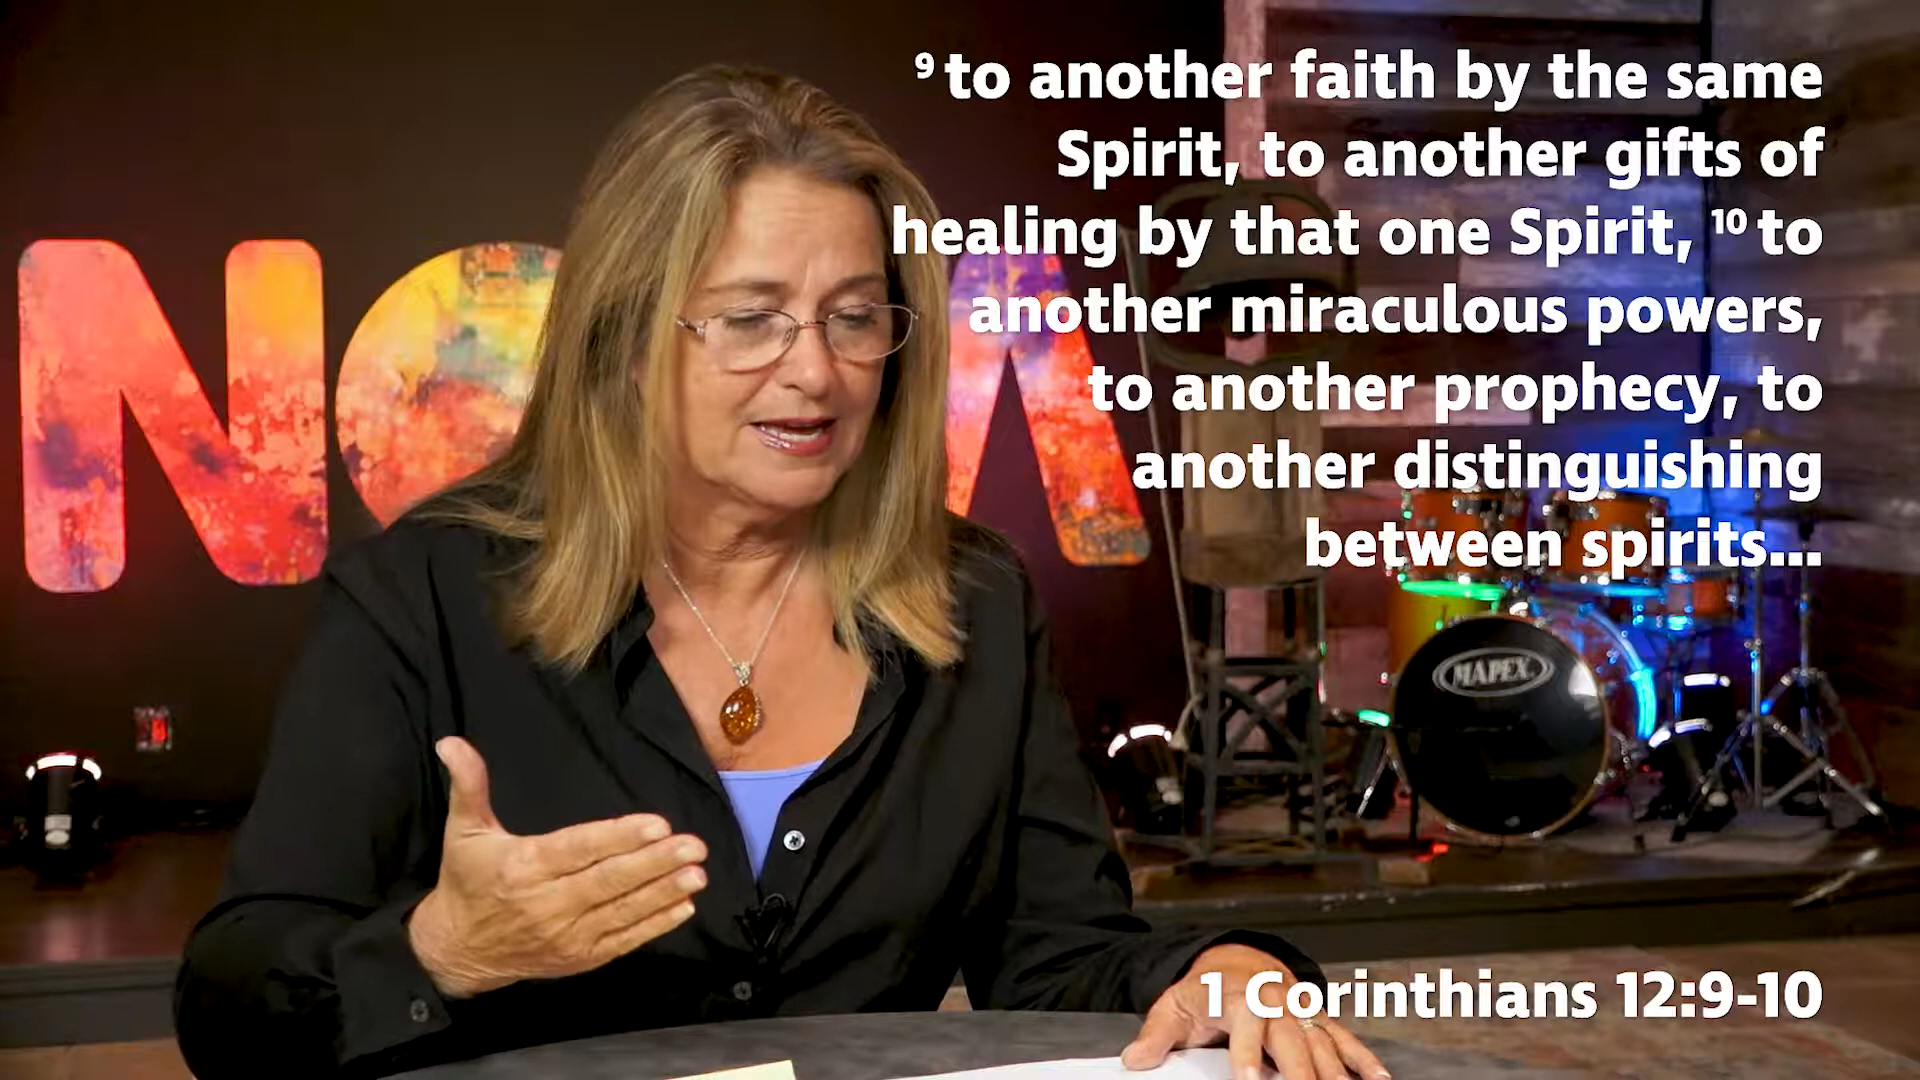 ⁹ to another faith by the same
Spirit, to another gifts of
healing by that one Spirit, ¹⁰ to
another miraculous powers,
to another prophecy, to
another distinguishing
between spirits...
MAPEX
1 Corinthians 12:9-10